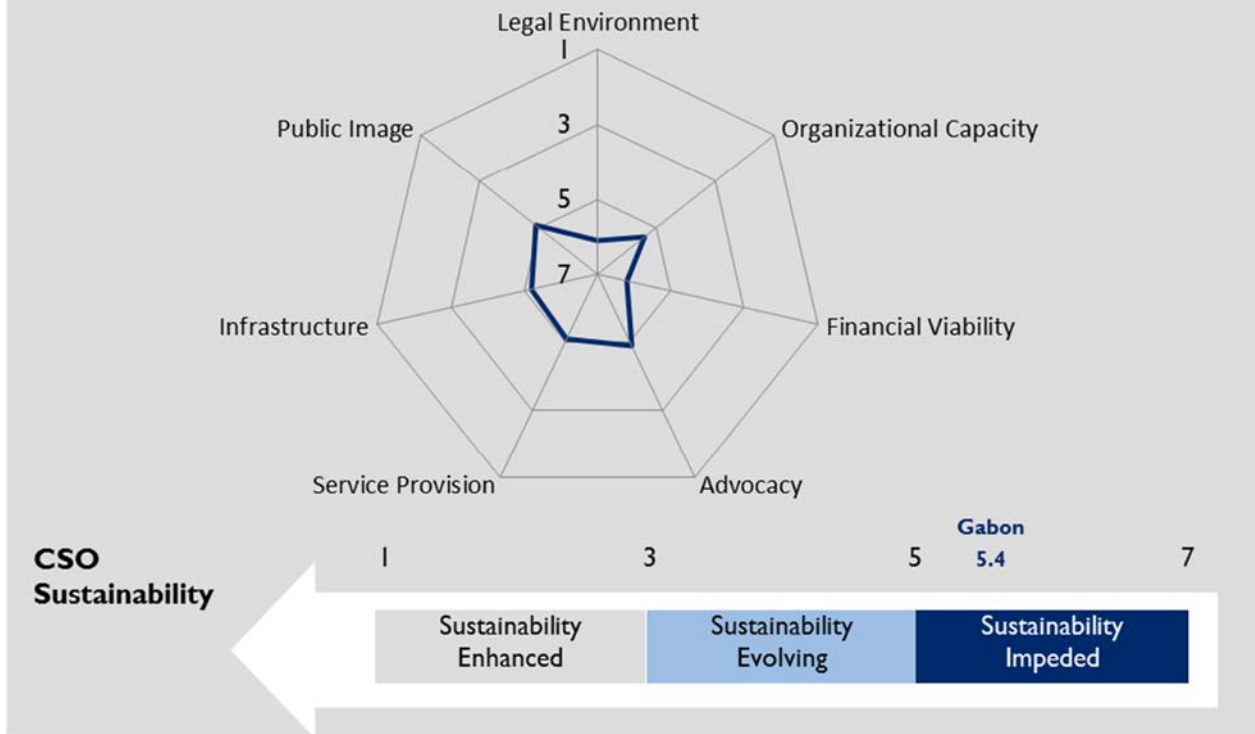 Legal Environment
1
Public Image
3
Organizational Capacity
5
7
Infrastructure
Financial Viability
Service Provision
Advocacy
Gabon
CSO
Sustainability
1 3 5 5.4 7
Sustainability
Enhanced
Sustainability
Evolving
Sustainability
Impeded